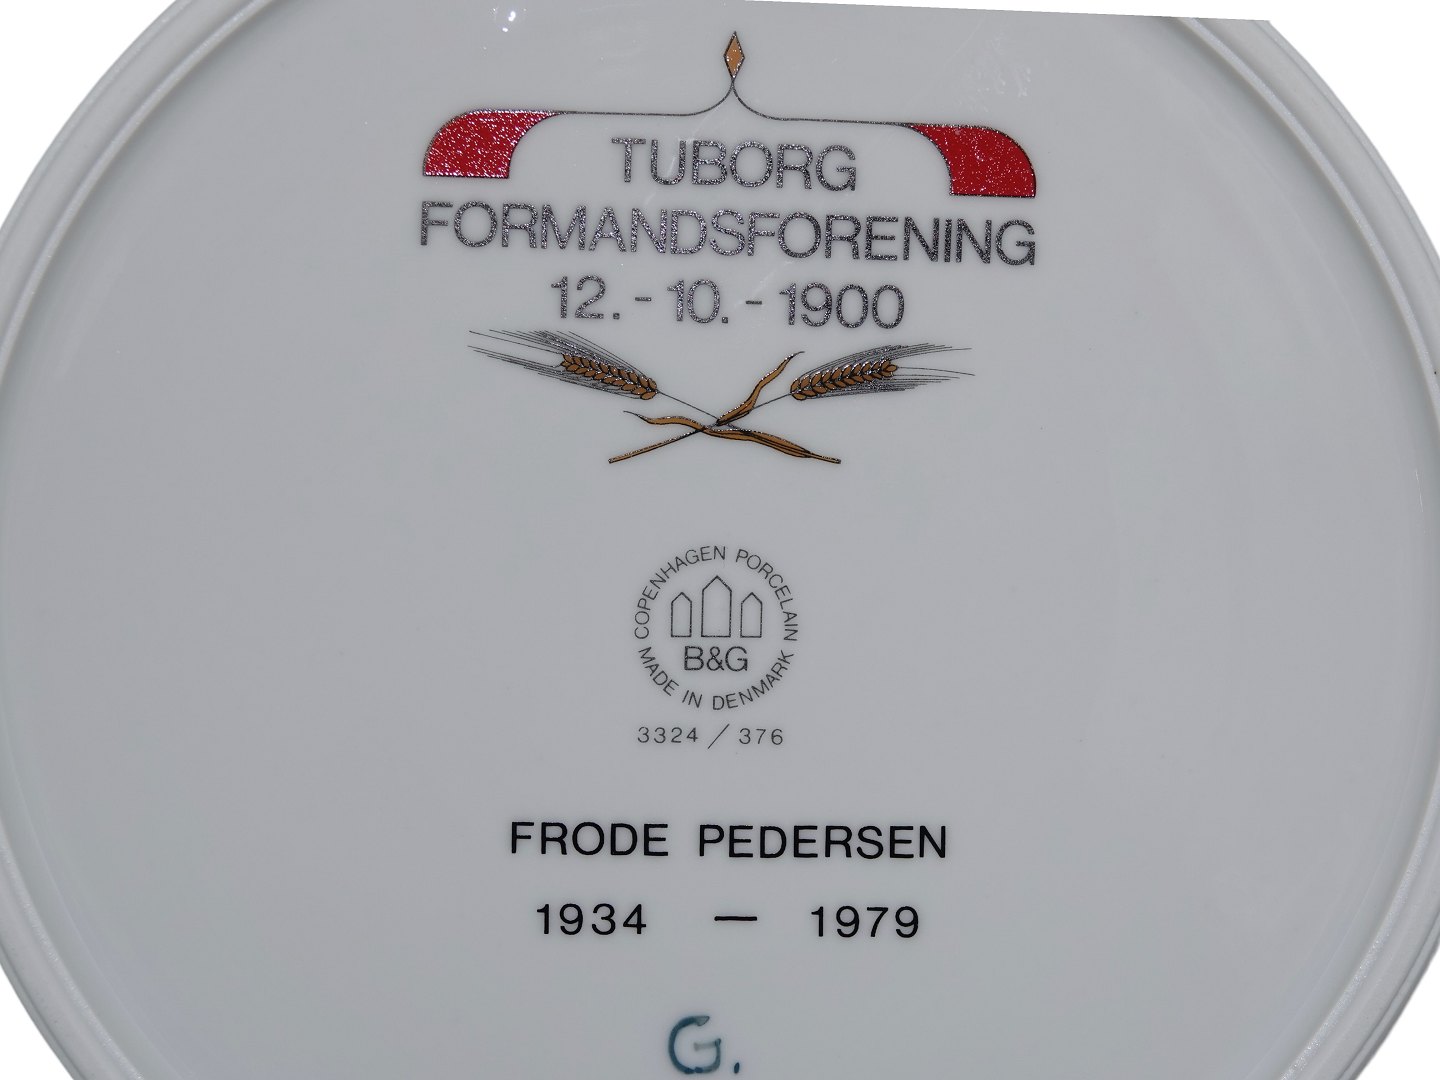 TUBORG
FORMANDSFORENING
12.-10.-1900
COPENHAGEN PORCELAIN
B&G
MADE IN DENMARK
3324 / 376
FRODE PEDERSEN
1934 — 1979
G.